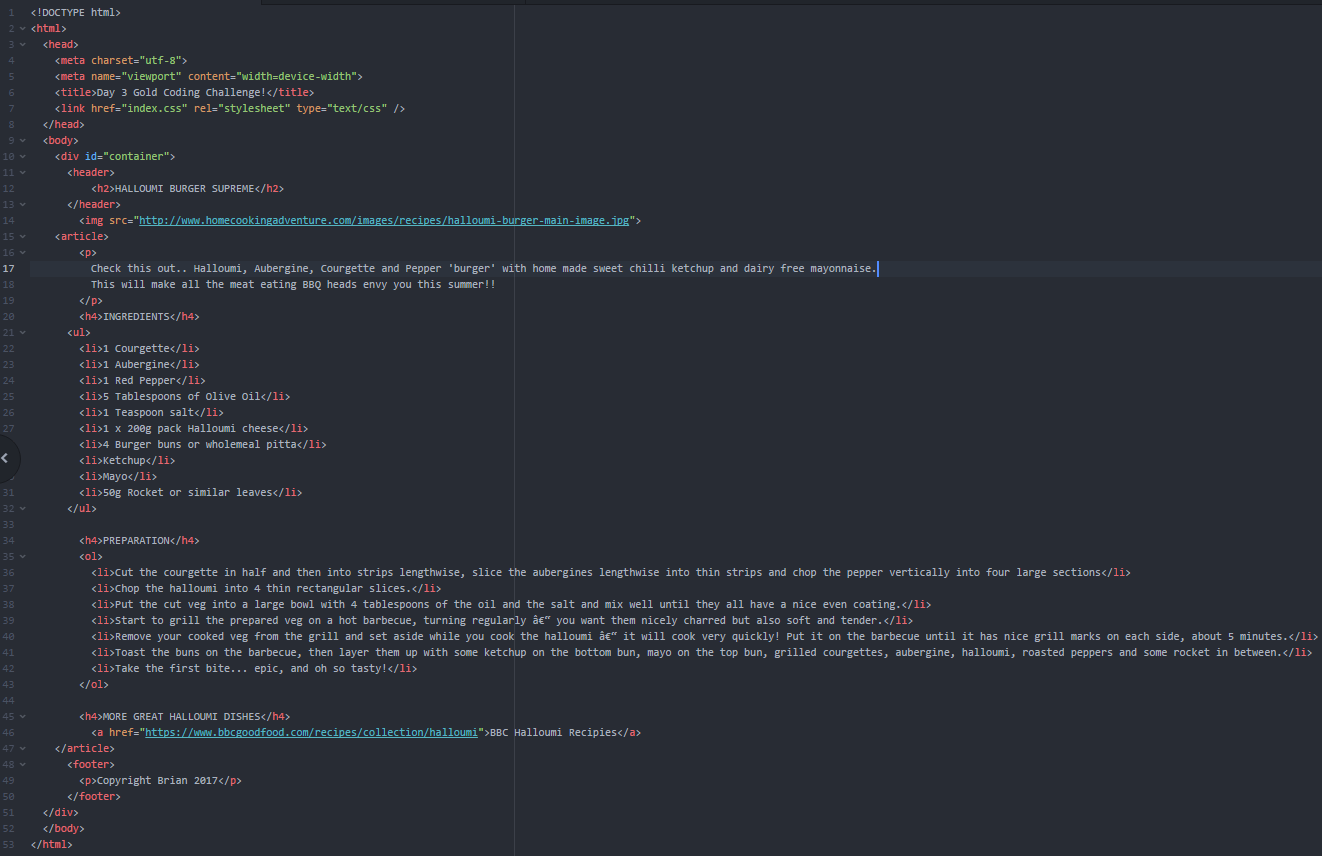 1 <!DOCTYPE html>
2 <html>
3 <head>
4 <meta charset="utf-8">
5 <meta name="viewport" content="width=device-width">
6 <title>Day 3 Gold Coding Challenge!</title>
7 <link href="index.css" rel="stylesheet" type="text/css" />
8 </head>
9 <body>
10 <div id="container">
11 <header>
12 <h2>HALLOUMI BURGER SUPREME</h2>
13 </header>
14 <img src="http://www.homecookingadventure.com/images/recipes/halloumi-burger-main-image.jpg">
15 <article>
16 <p>
17 Check this out.. Halloumi, Aubergine, Courgette and Pepper 'burger' with home made sweet chilli ketchup and dairy free mayonnaise.
18 This will make all the meat eating BBQ heads envy you this summer!!
19 </p>
20 <h4>INGREDIENTS</h4>
21 <ul>
22 <li>1 Courgette</li>
23 <li>1 Aubergine</li>
24 <li>1 Red Pepper</li>
25 <li>5 Tablespoons of Olive Oil</li>
26 <li>1 Teaspoon salt</li>
27 <li>1 x 200g pack Halloumi cheese</li>
<li>4 Burger buns or wholemeal pitta</li>
<li>Ketchup</li>
<li>Mayo</li>
31 <li>50g Rocket or similar leaves</li>
32 </ul>
33
34 <h4>PREPARATION</h4>
35 <ol>
36 <li>Cut the courgette in half and then into strips lengthwise, slice the aubergines lengthwise into thin strips and chop the pepper vertically into four large sections</li>
37 <li>Chop the halloumi into 4 thin rectangular slices.</li>
38 <li>Put the cut veg into a large bowl with 4 tablespoons of the oil and the salt and mix well until they all have a nice even coating.</li>
39 <li>Start to grill the prepared veg on a hot barbecue, turning regularly â€“ you want them nicely charred but also soft and tender.</li>
40 <li>Remove your cooked veg from the grill and set aside while you cook the halloumi â€“ it will cook very quickly! Put it on the barbecue until it has nice grill marks on each side, about 5 minutes.</li>
41 <li>Toast the buns on the barbecue, then layer them up with some ketchup on the bottom bun, mayo on the top bun, grilled courgettes, aubergine, halloumi, roasted peppers and some rocket in between.</li>
42 <li>Take the first bite... epic, and oh so tasty!</li>
43 </ol>
44
45 <h4>MORE GREAT HALLOUMI DISHES</h4>
46 <a href="https://www.bbcgoodfood.com/recipes/collection/halloumi">BBC Halloumi Recipies</a>
47 </article>
48 <footer>
49 <p>Copyright Brian 2017</p>
50 </footer>
51 </div>
52 </body>
53 </html>